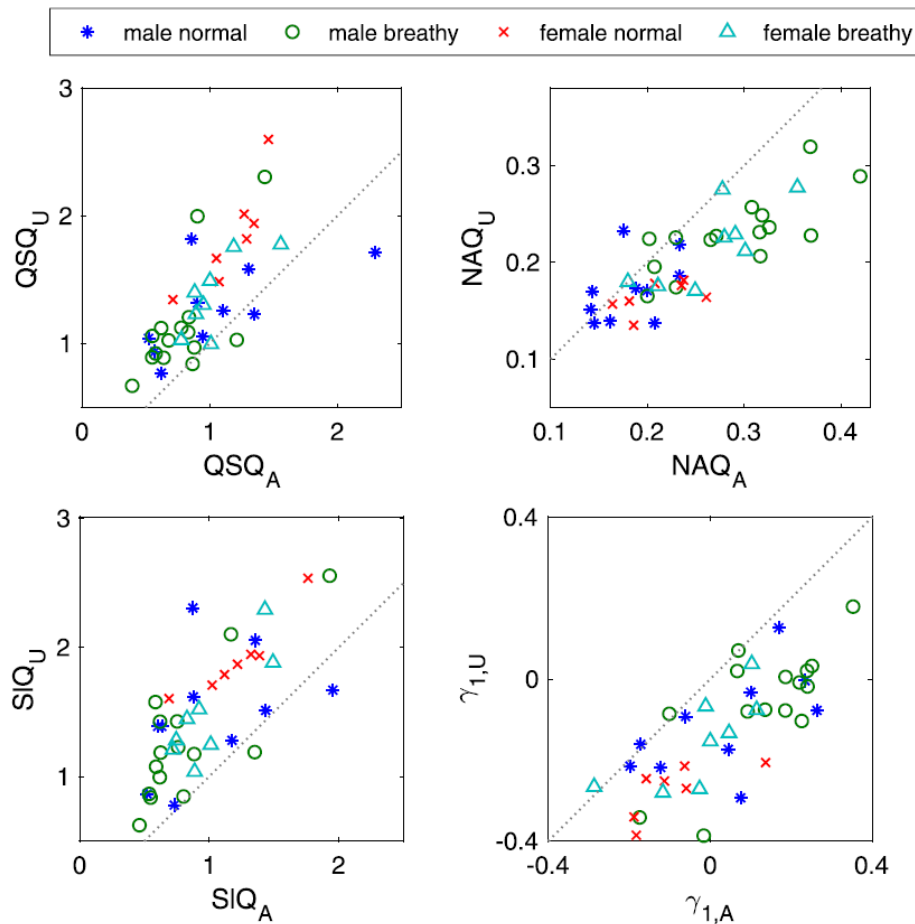 male normal male breathy female normal female breathy
3
2
1
QSQ_U
0 1 2
QSQ_A
0.3
0.2
0.1
NAQ_U
0.1 0.2 0.3 0.4
NAQ_A
3
2
1
SIQ_U
0 1 2
SIQ_A
0.4
0
-0.4
γ_1,U
-0.4 0 0.4
γ_1,A